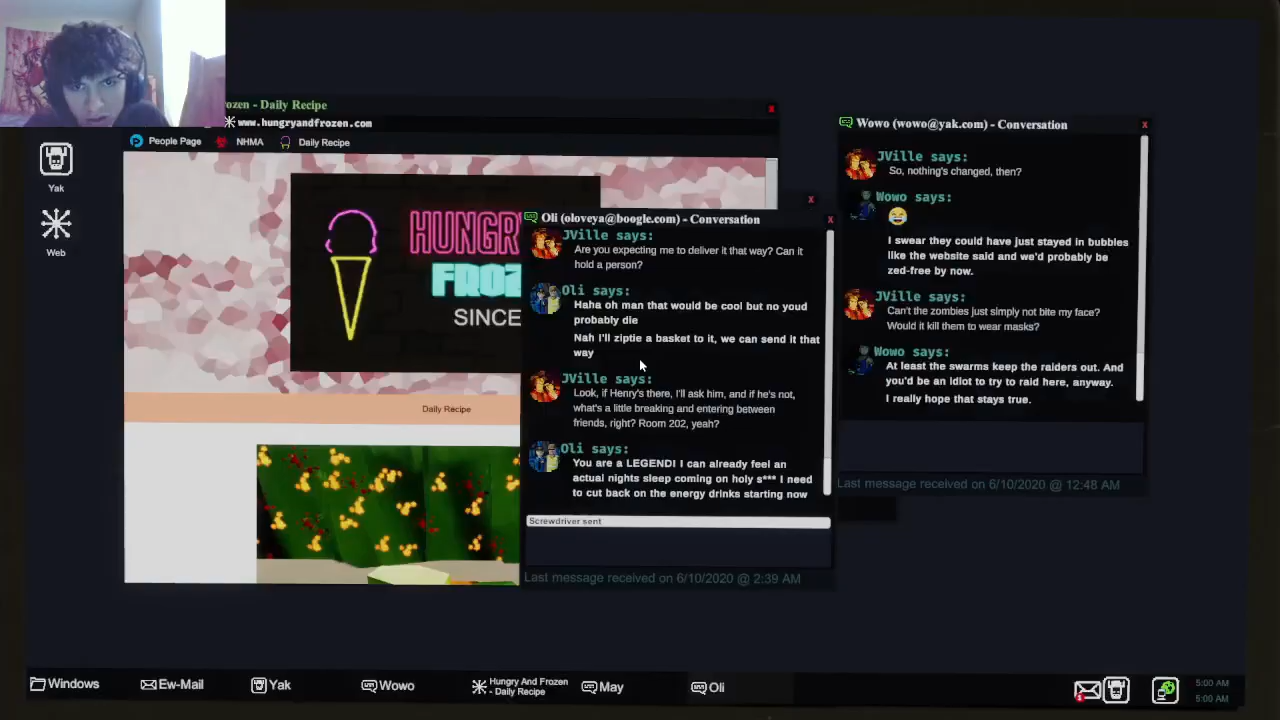 ozen - Daily Recipe
www.hungryandfrozen.com
People Page
NHMA
Daily Recipe
Yak
Web
HUNGRY
FROZ
SINCE
Daily Recipe
Oli (oloveya@boogle.com) - Conversation
JVille says:
Are you expecting me to deliver it that way? Can it
hold a person?
Oli says:
Haha oh man that would be cool but no youd
probably die
Nah I'll ziptie a basket to it, we can send it that
way
JVille says:
Look, if Henry's there, I'll ask him, and if he's not,
what's a little breaking and entering between
friends, right? Room 202, yeah?
Oli says:
You are a LEGEND! I can already feel an
actual nights sleep coming on holy s*** I need
to cut back on the energy drinks starting now
Screwdriver sent
Last message received on 6/10/2020 @ 2:39 AM
Wowo (wowo@yak.com) - Conversation
X
JVille says:
So, nothing's changed, then?
Wowo says:
I swear they could have just stayed in bubbles
like the website said and we'd probably be
zed-free by now.
JVille says:
Can't the zombies just simply not bite my face?
Would it kill them to wear masks?
Wowo says:
At least the swarms keep the raiders out. And
you'd be an idiot to try to raid here, anyway.
I really hope that stays true.
Last message received on 6/10/2020 @ 12:48 AM
Windows
Ew-Mail
Yak
Wowo
Hungry And Frozen
- Daily Recipe
May
Oli
5:00 AM
5:00 AM